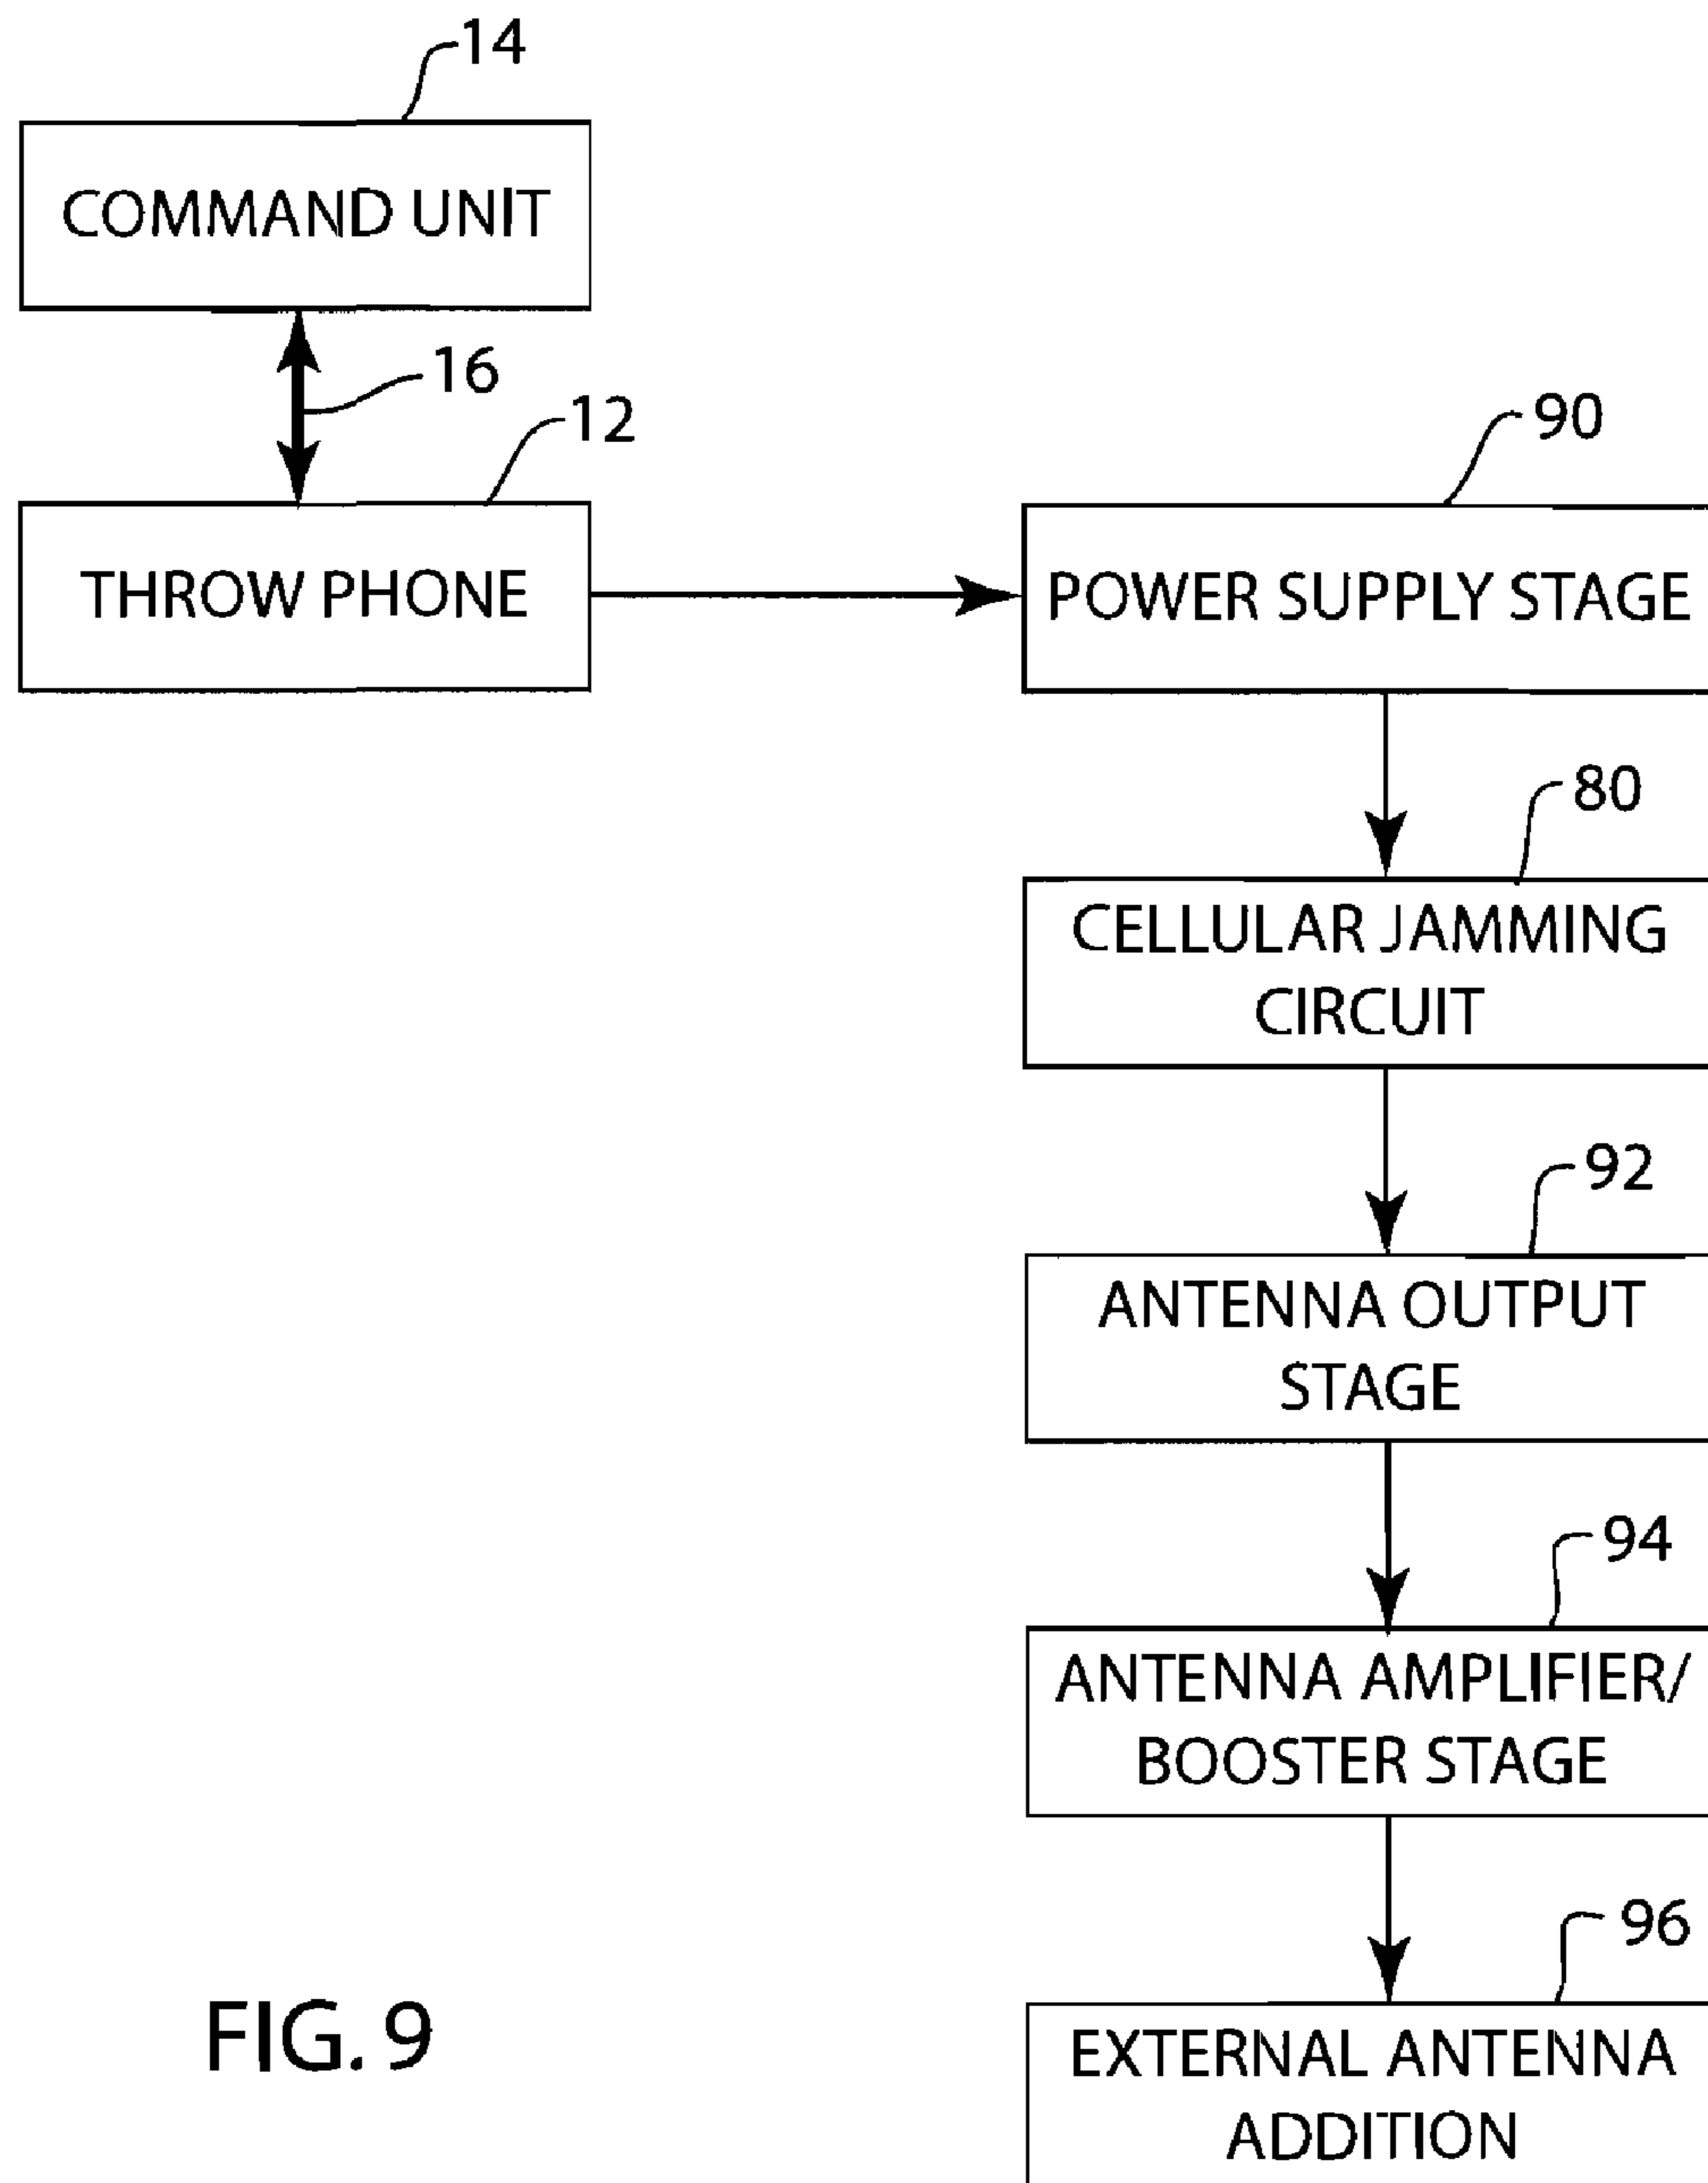 14
COMMAND UNIT
16
12
THROW PHONE
90
POWER SUPPLY STAGE
80
CELLULAR JAMMING
CIRCUIT
92
ANTENNA OUTPUT
STAGE
94
ANTENNA AMPLIFIER/
BOOSTER STAGE
96
EXTERNAL ANTENNA
ADDITION
FIG. 9